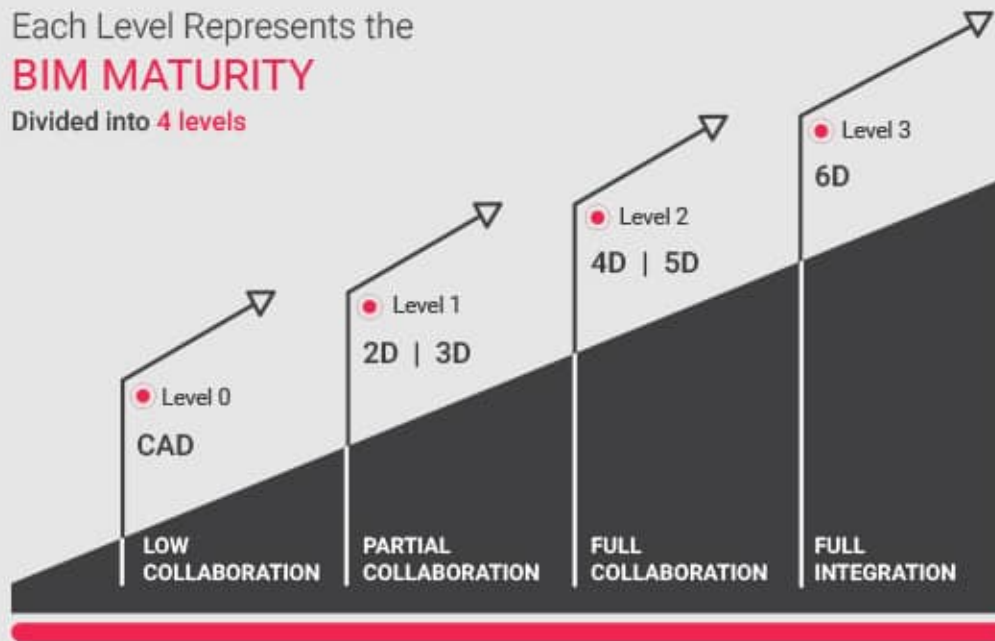 Each Level Represents the
BIM MATURITY
Divided into 4 levels
Level 0
CAD
LOW
COLLABORATION
Level 1
2D | 3D
PARTIAL
COLLABORATION
Level 2
4D | 5D
FULL
COLLABORATION
Level 3
6D
FULL
INTEGRATION